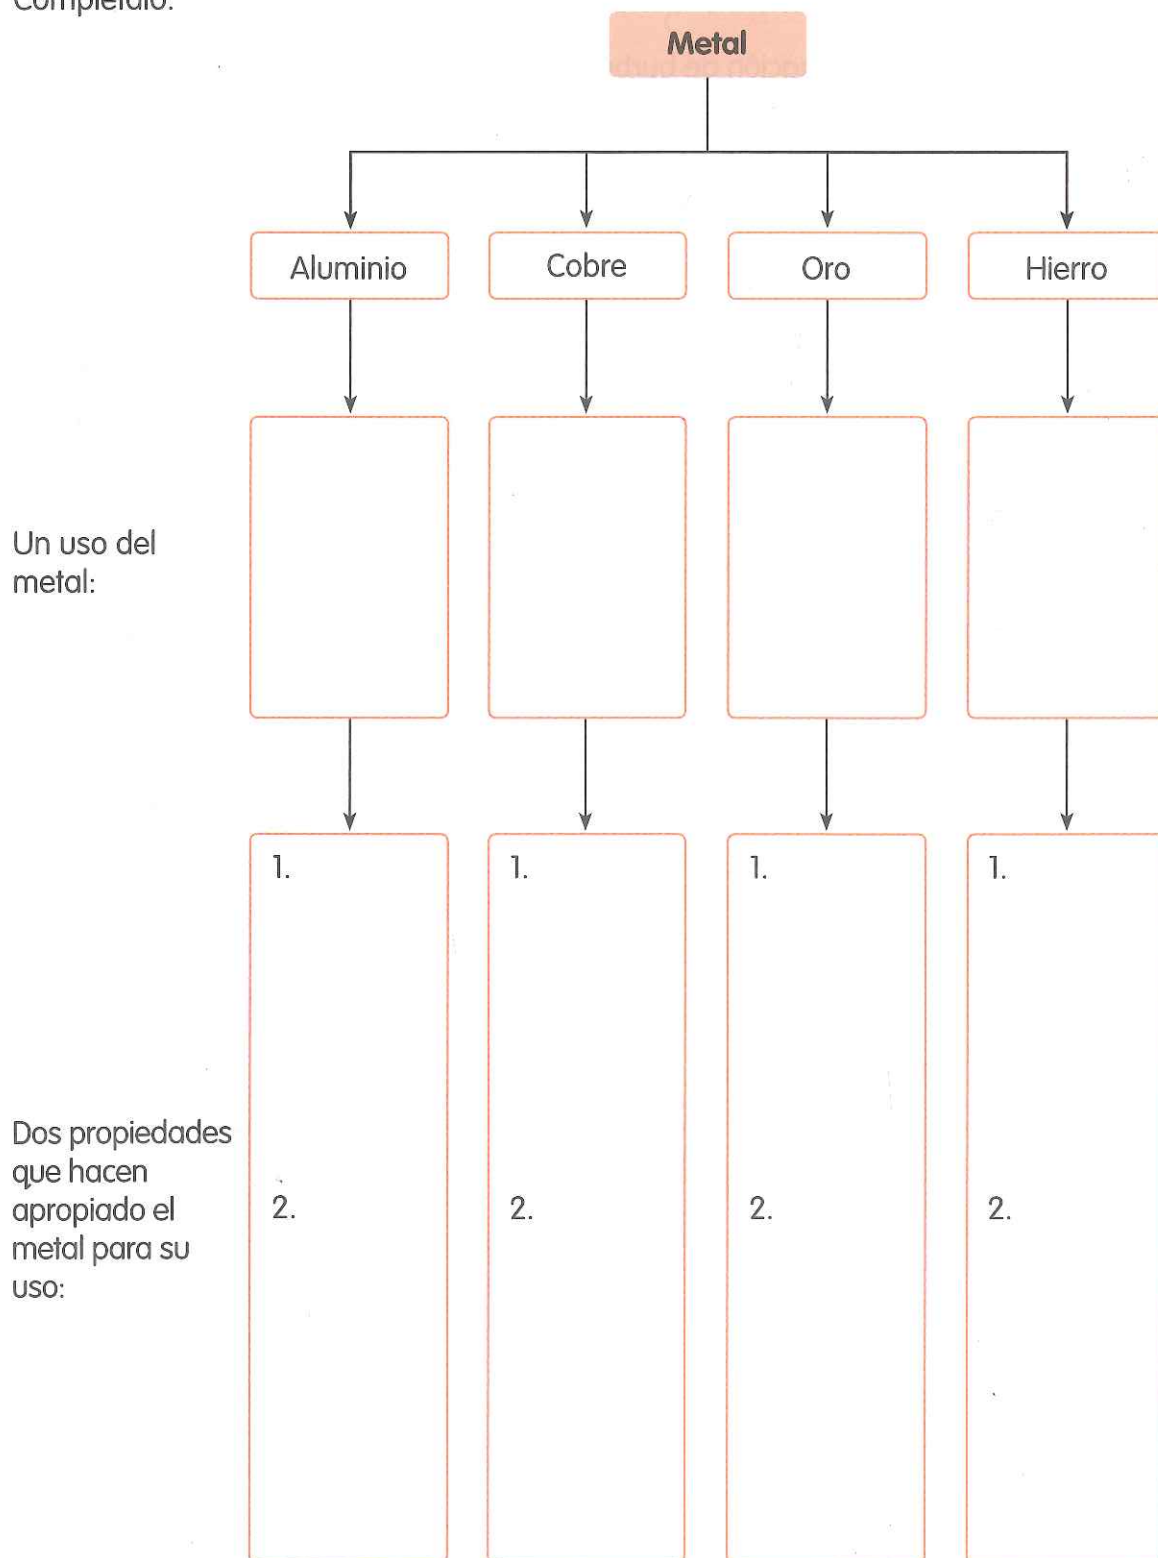 Complétalo.
Metal
Aluminio
Cobre
Oro
Hierro
Un uso del
metal:
1.
1.
1.
1.
Dos propiedades
que hacen
apropiado el
metal para su
uso:
2.
2.
2.
2.